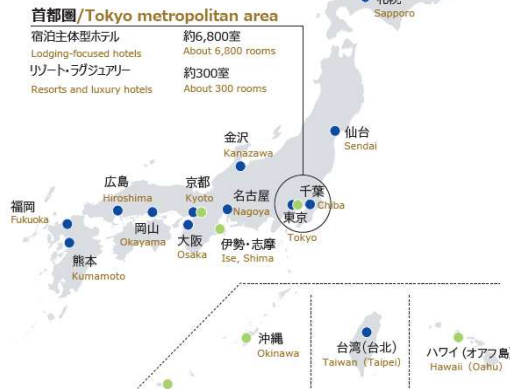 札幌
Sapporo
首都圏/Tokyo metropolitan area
宿泊主体型ホテル 約6,800室
Lodging-focused hotels About 6,800 rooms
リゾート・ラグジュアリー 約300室
Resorts and luxury hotels About 300 rooms
仙台
Sendai
金沢
Kanazawa
広島
Hiroshima
京都
Kyoto
千葉
Chiba
名古屋
Nagoya
福岡
Fukuoka
岡山
Okayama
東京
Tokyo
大阪
Osaka
伊勢・志摩
Ise, Shima
熊本
Kumamoto
沖縄
Okinawa
台湾(台北)
Taiwan (Taipei)
ハワイ (オアフ島
Hawaii (Oahu)